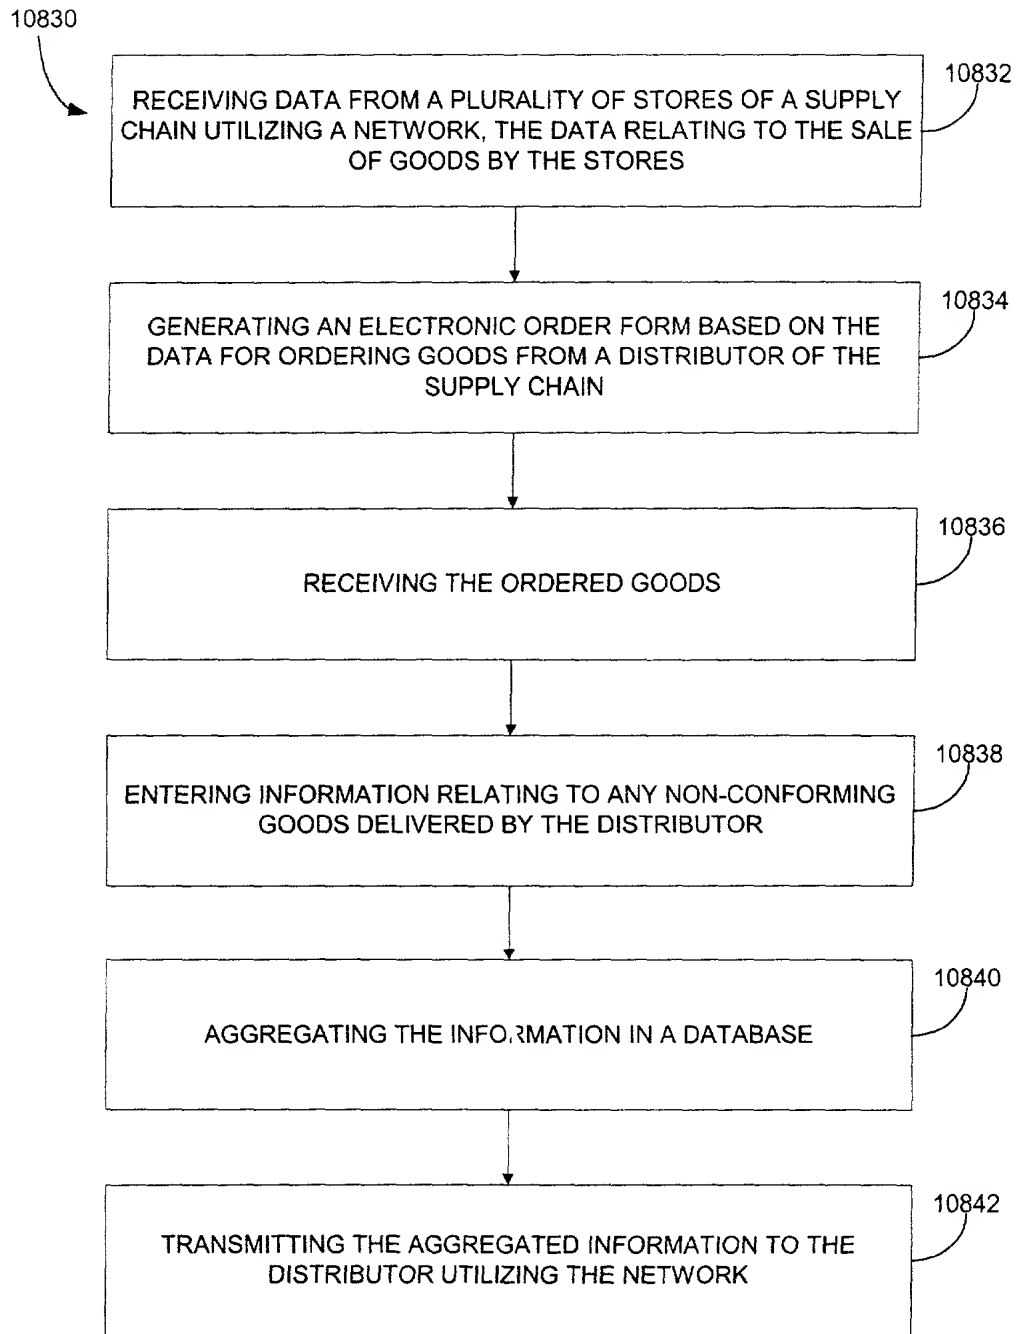 10830
10832
RECEIVING DATA FROM A PLURALITY OF STORES OF A SUPPLY
CHAIN UTILIZING A NETWORK, THE DATA RELATING TO THE SALE
OF GOODS BY THE STORES
10834
GENERATING AN ELECTRONIC ORDER FORM BASED ON THE
DATA FOR ORDERING GOODS FROM A DISTRIBUTOR OF THE
SUPPLY CHAIN
10836
RECEIVING THE ORDERED GOODS
10838
ENTERING INFORMATION RELATING TO ANY NON-CONFORMING
GOODS DELIVERED BY THE DISTRIBUTOR
10840
AGGREGATING THE INFORMATION IN A DATABASE
10842
TRANSMITTING THE AGGREGATED INFORMATION TO THE
DISTRIBUTOR UTILIZING THE NETWORK